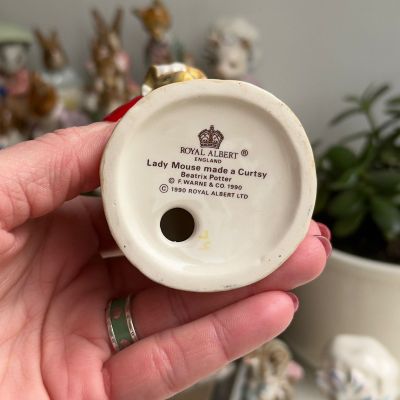 ROYAL ALBERT ®
ENGLAND
Lady Mouse made a Curtsy
Beatrix Potter
© F. WARNE & CO. 1990
© 1990 ROYAL ALBERT LTD